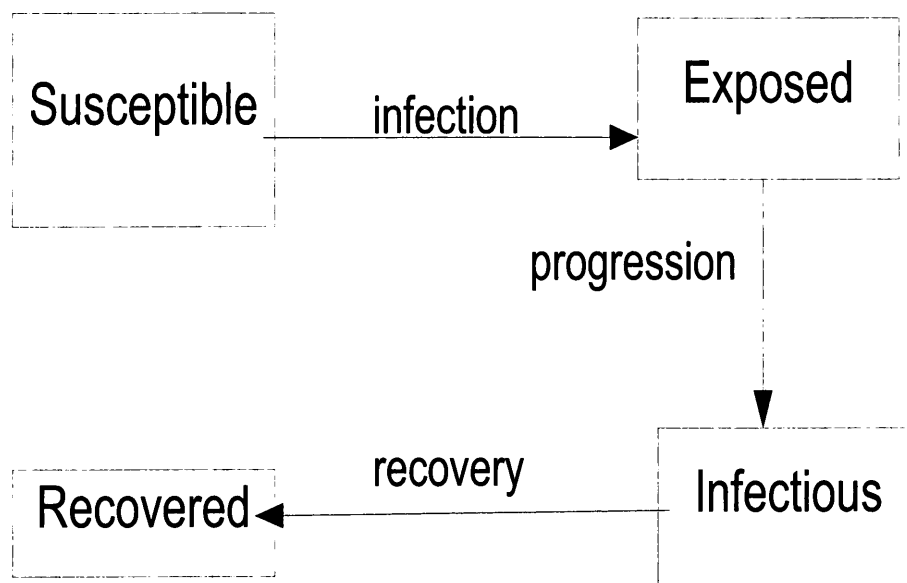 Susceptible
infection
Exposed
progression
Infectious
recovery
Recovered